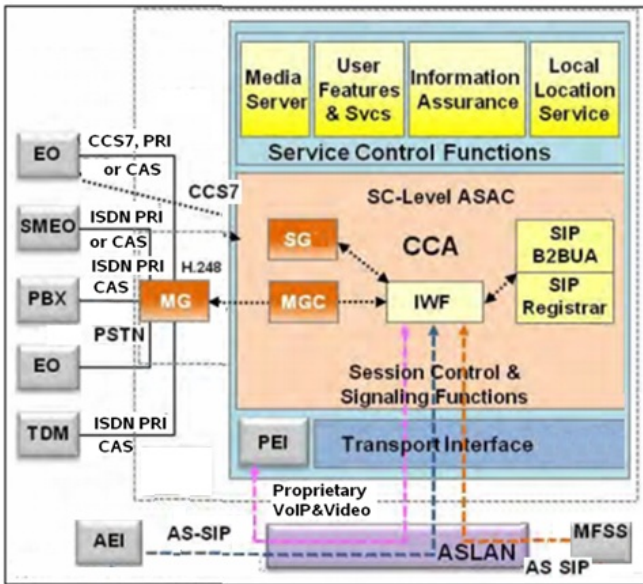 Media
Server
User
Features
& Svcs
Information
Assurance
Local
Location
Service
Service Control Functions
EO
CCS7, PRI
or CAS
CCS7
SMEO
ISDN PRI
or CAS
SC-Level ASAC
SG
CCA
SIP
B2BUA
SIP
Registrar
ISDN PRI
CAS
H.248
PBX
MG
MGC
IWF
PSTN
EO
Session Control &
Signaling Functions
TDM
ISDN PRI
CAS
PEI
Transport Interface
Proprietary
VoIP&Video
AEI
AS-SIP
ASLAN
MFSS
AS SIP